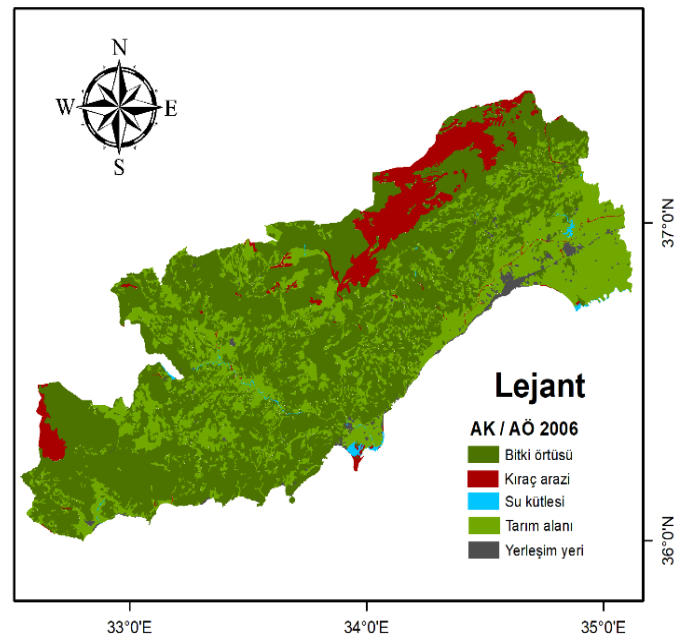 N
W E
S
37°0'N
Lejant
AK / AÖ 2006
Bitki örtüsü
Kıraç arazi
Su kütlesi
Tarım alanı
Yerleşim yeri
36°0'N
33°0'E 34°0'E 35°0'E